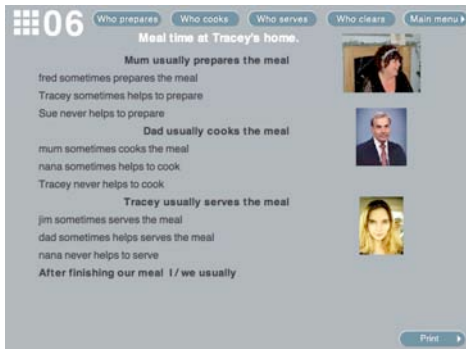 06
Who prepares Who cooks Who serves Who clears Main menu
Meal time at Tracey's home.
Mum usually prepares the meal
fred sometimes prepares the meal
Tracey sometimes helps to prepare
Sue never helps to prepare
Dad usually cooks the meal
mum sometimes cooks the meal
nana sometimes helps to cook
Tracey never helps to cook
Tracey usually serves the meal
jim sometimes serves the meal
dad sometimes helps serves the meal
nana never helps to serve
After finishing our meal I / we usually
Print